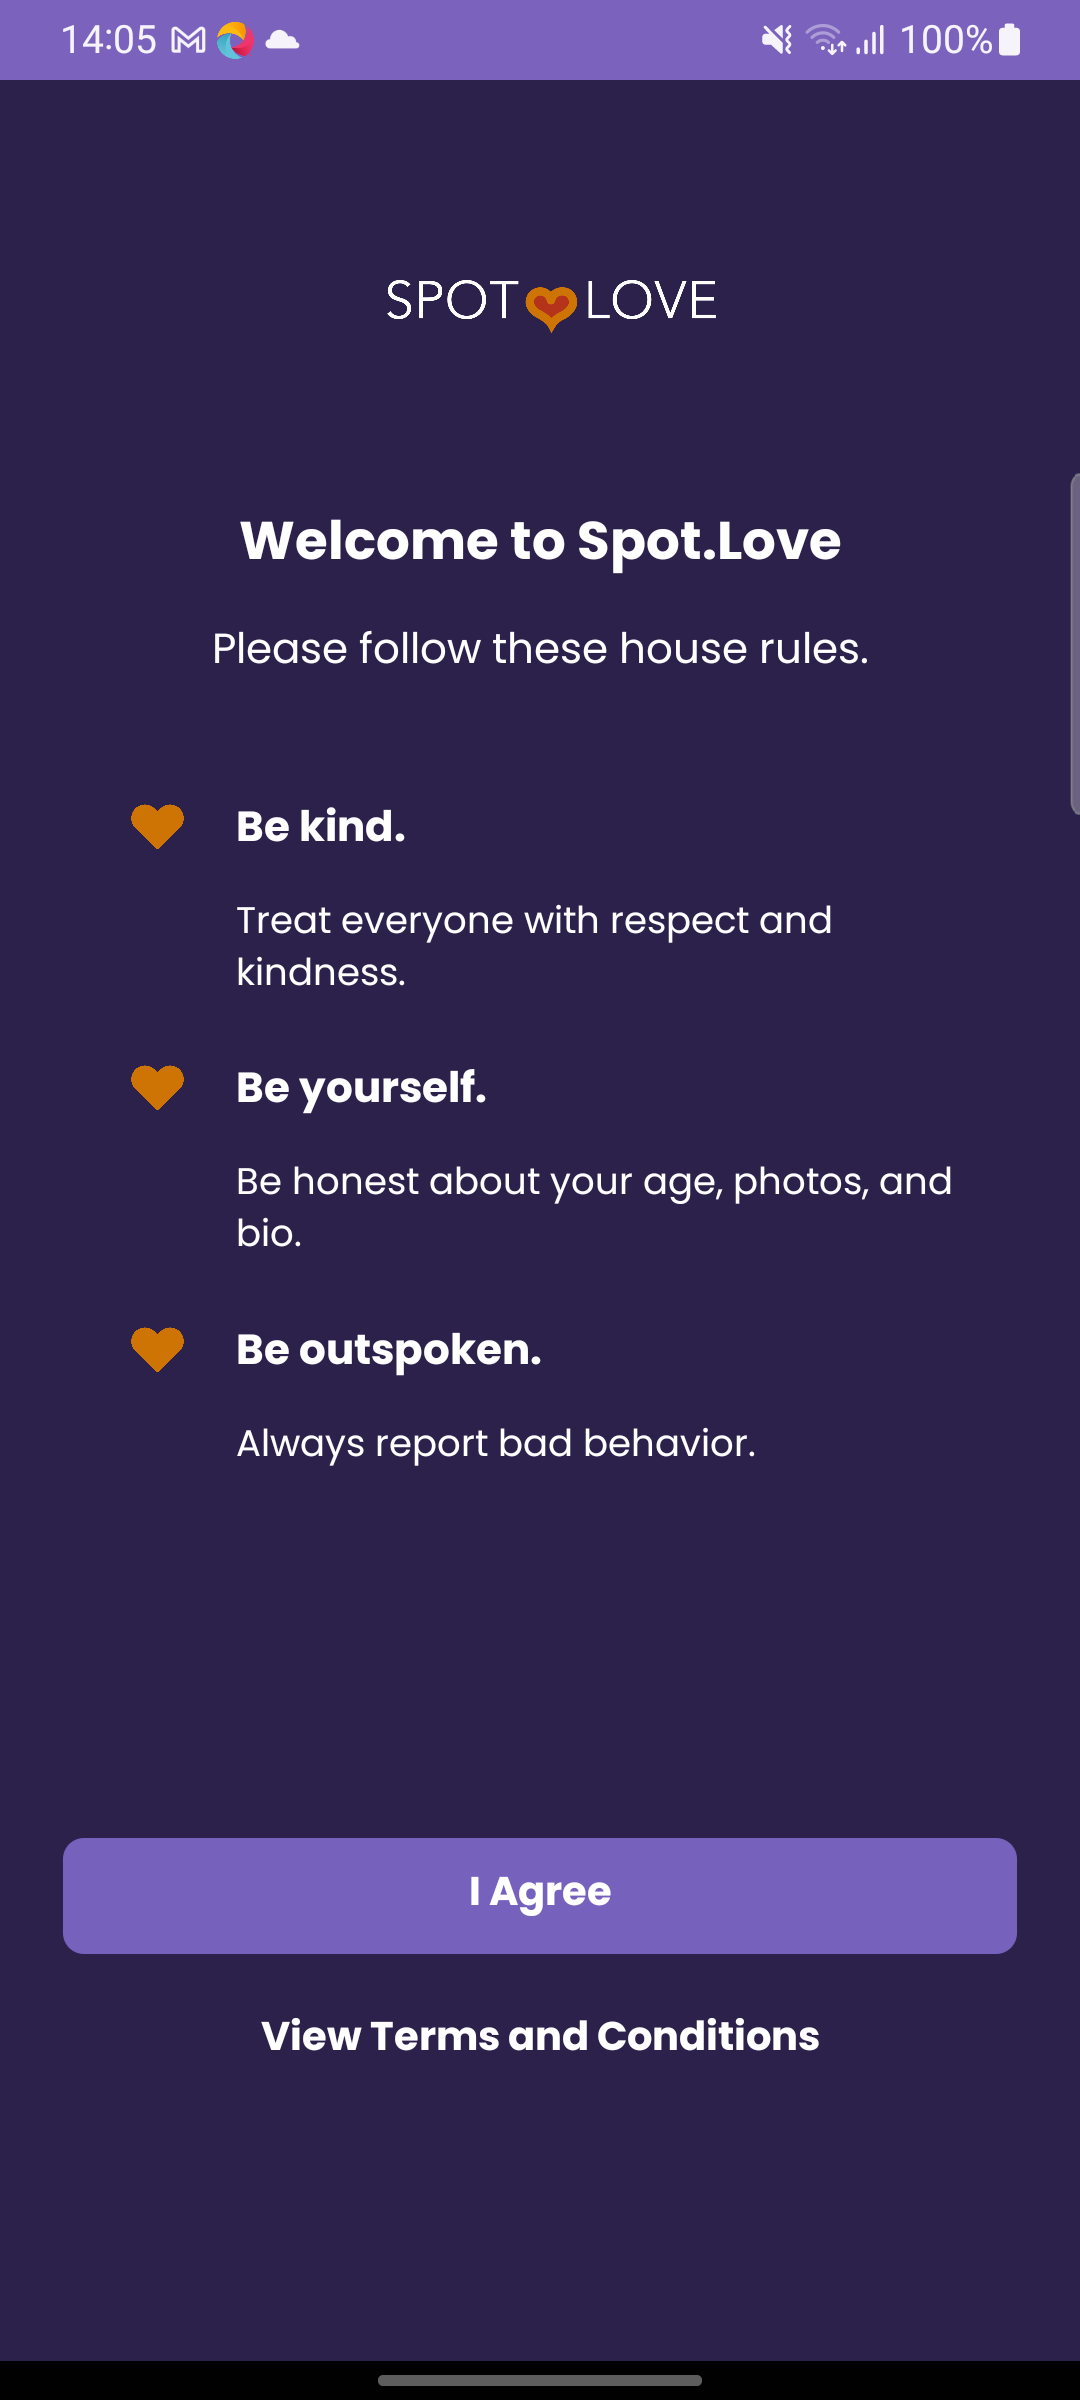 14:05
100%
SPOT LOVE
Welcome to Spot.Love
Please follow these house rules.
Be kind.
Treat everyone with respect and
kindness.
Be yourself.
Be honest about your age, photos, and
bio.
Be outspoken.
Always report bad behavior.
I Agree
View Terms and Conditions